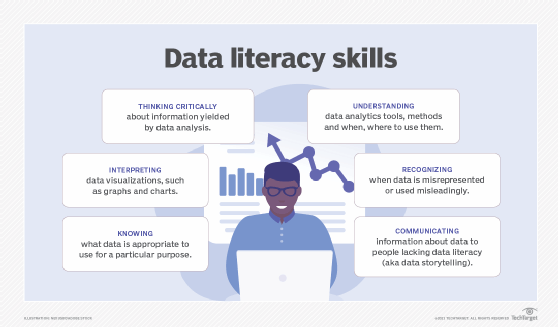 Data literacy skills
THINKING CRITICALLY
about information yielded
by data analysis.
UNDERSTANDING
data analytics tools, methods
and when, where to use them.
INTERPRETING
data visualizations, such
as graphs and charts.
RECOGNIZING
when data is misrepresented
or used misleadingly.
KNOWING
what data is appropriate to
use for a particular purpose.
COMMUNICATING
information about data to
people lacking data literacy
(aka data storytelling).
TechTarget